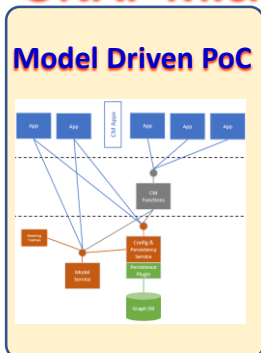 Model Driven PoC
CM Apps
App
App
App
App
App
CM
Functions
Config &
Persistency
Service
Model
Service
Persistence
Plugin
Graph DB